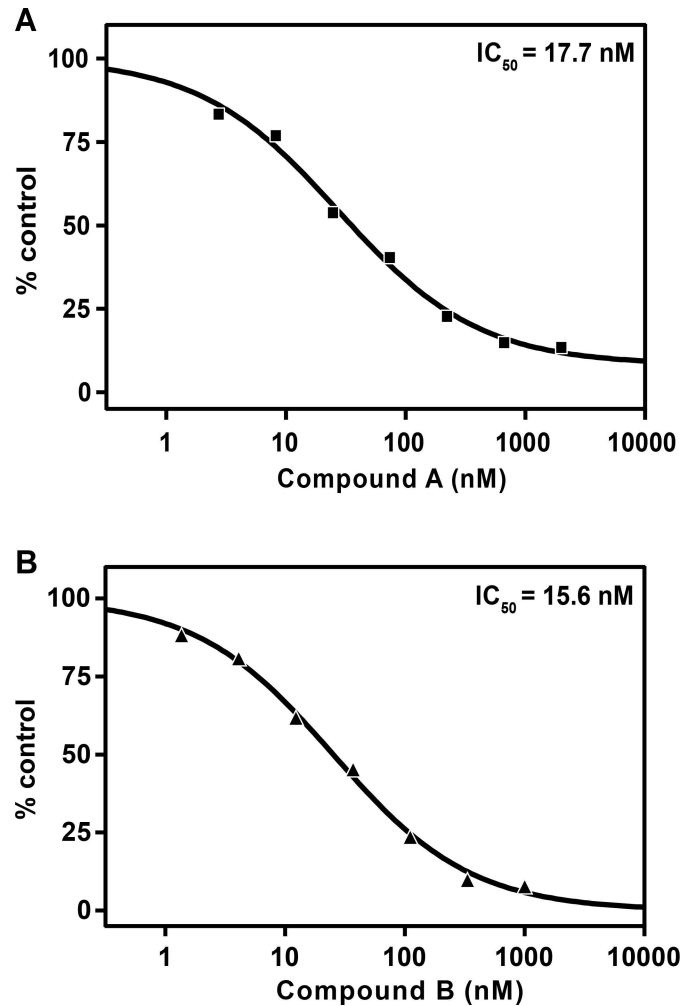 A
IC50 = 17.7 nM
100
75
50
25
0
% control
1 10 100 1000 10000
Compound A (nM)
B
IC50 = 15.6 nM
100
75
50
25
0
% control
1 10 100 1000 10000
Compound B (nM)